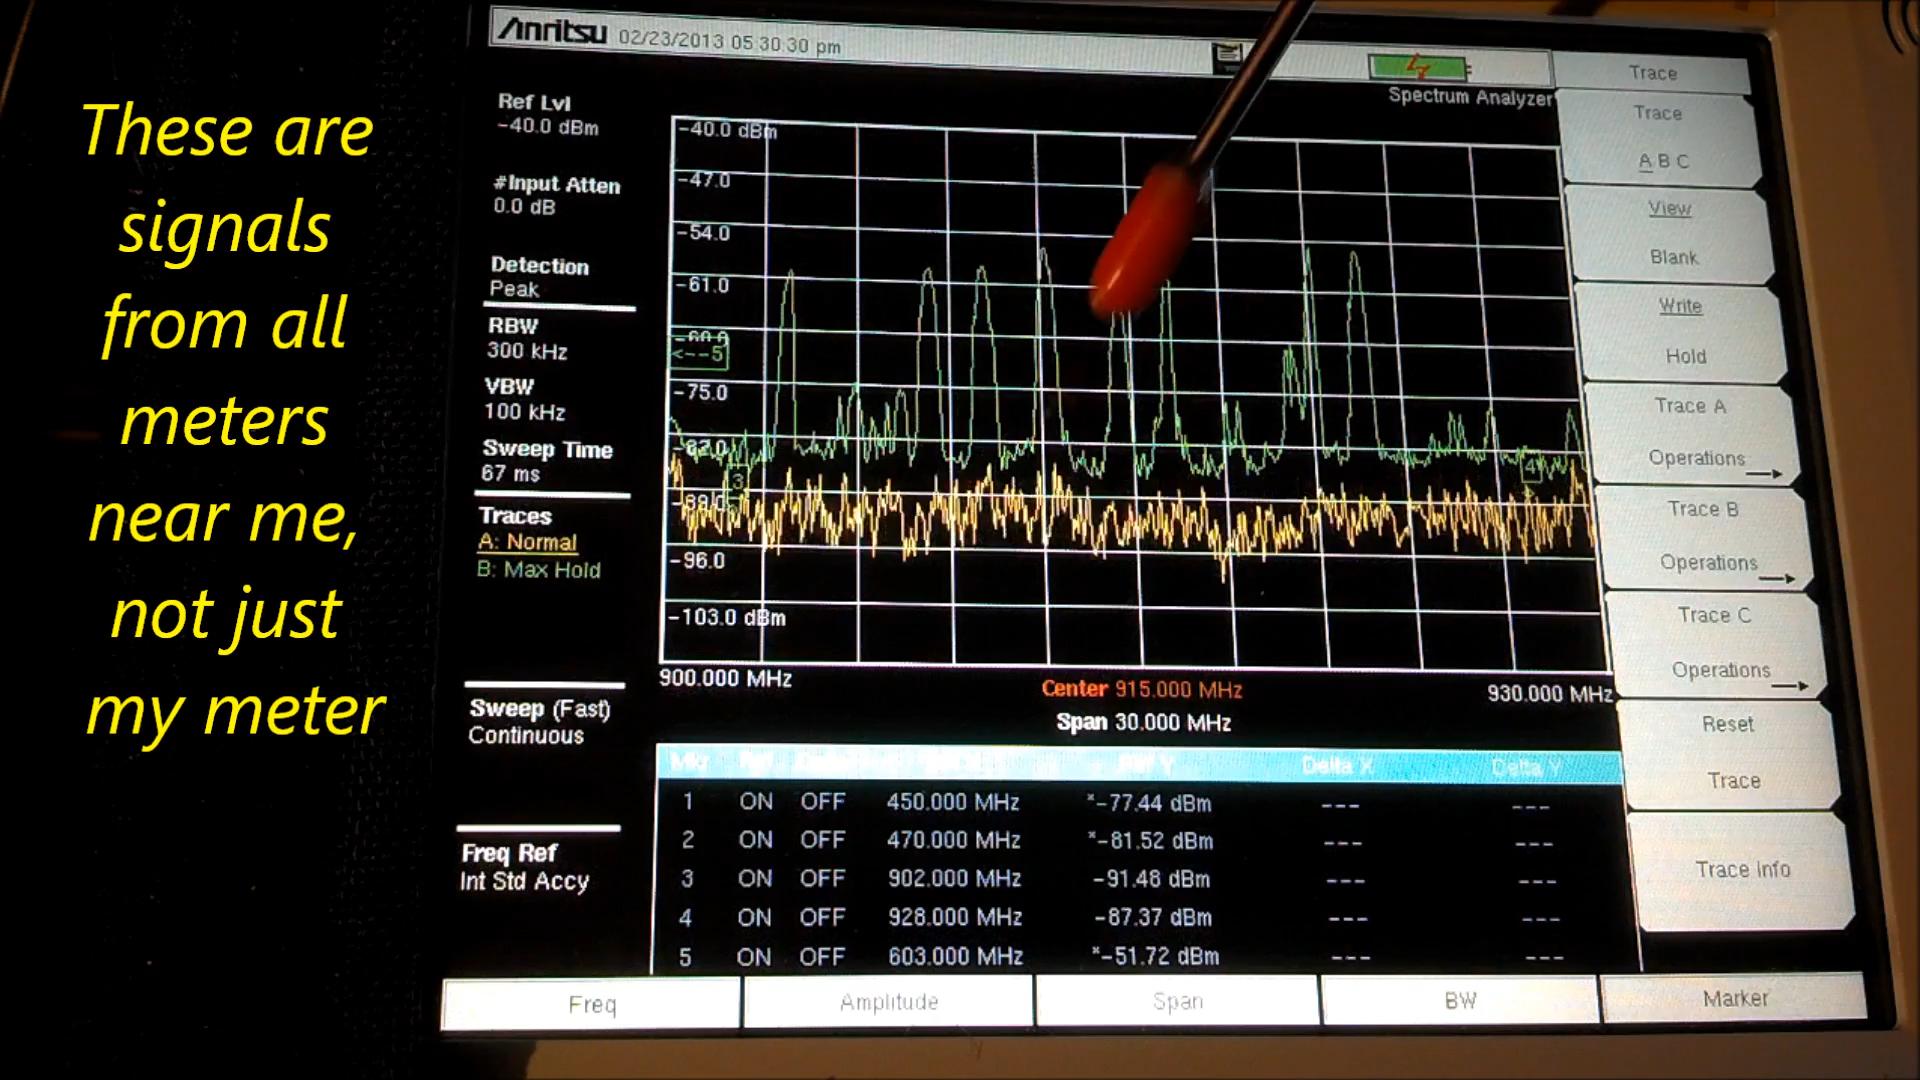 These are
signals
from all
meters
near me,
not just
my meter
Anritsu 02/23/2013 05:30:30 pm
Spectrum Analyzer
Ref Lvl
-40.0 dBm
#Input Atten
0.0 dB
Detection
Peak
RBW
300 kHz
VBW
100 kHz
Sweep Time
67 ms
Traces
A: Normal
B: Max Hold
Sweep (Fast)
Continuous
Freq Ref
Int Std Accy
-40.0 dBm
-47.0
-54.0
-61.0
<--5
-75.0
-82.0
3
4
-96.0
-103.0 dBm
900.000 MHz
Center 915.000 MHz
930.000 MHz
Span 30.000 MHz
Mkr Delta X Delta Y
1 ON OFF 450.000 MHz *-77.44 dBm --- ---
2 ON OFF 470.000 MHz *-81.52 dBm --- ---
3 ON OFF 902.000 MHz -91.48 dBm --- ---
4 ON OFF 928.000 MHz -87.37 dBm --- ---
5 ON OFF 603.000 MHz *-51.72 dBm --- ---
Trace
Trace
A B C
View
Blank
Write
Hold
Trace A
Operations
Trace B
Operations
Trace C
Operations
Reset
Trace
Trace Info
Freq Amplitude Span BW Marker